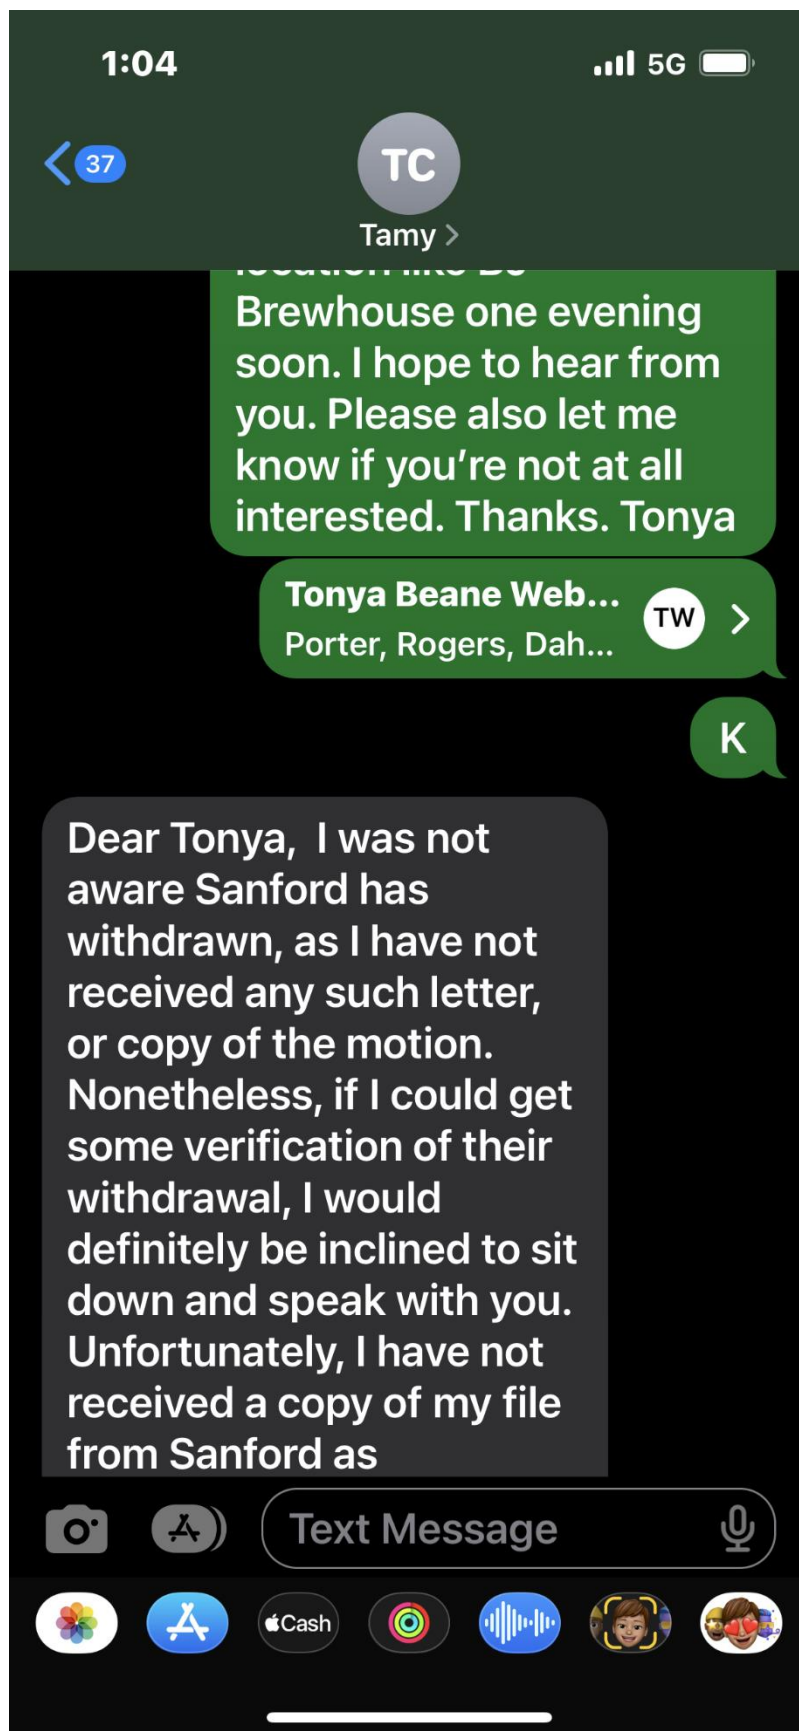 1:04
5G
37
TC
Tamy
location like BJ
Brewhouse one evening
soon. I hope to hear from
you. Please also let me
know if you’re not at all
interested. Thanks. Tonya
Tonya Beane Web...
Porter, Rogers, Dah...
TW
K
Dear Tonya,  I was not
aware Sanford has
withdrawn, as I have not
received any such letter,
or copy of the motion.
Nonetheless, if I could get
some verification of their
withdrawal, I would
definitely be inclined to sit
down and speak with you.
Unfortunately, I have not
received a copy of my file
from Sanford as
Text Message
Cash